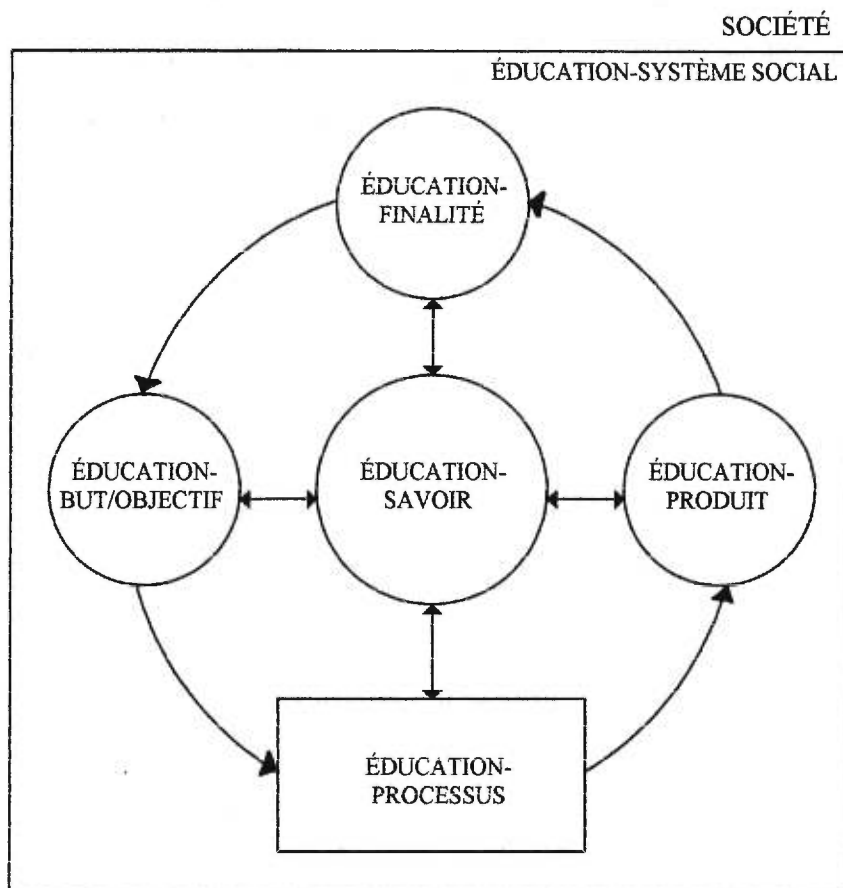 SOCIÉTÉ
ÉDUCATION-SYSTÈME SOCIAL
ÉDUCATION-
FINALITÉ
ÉDUCATION-
BUT/OBJECTIF
ÉDUCATION-
SAVOIR
ÉDUCATION-
PRODUIT
ÉDUCATION-
PROCESSUS